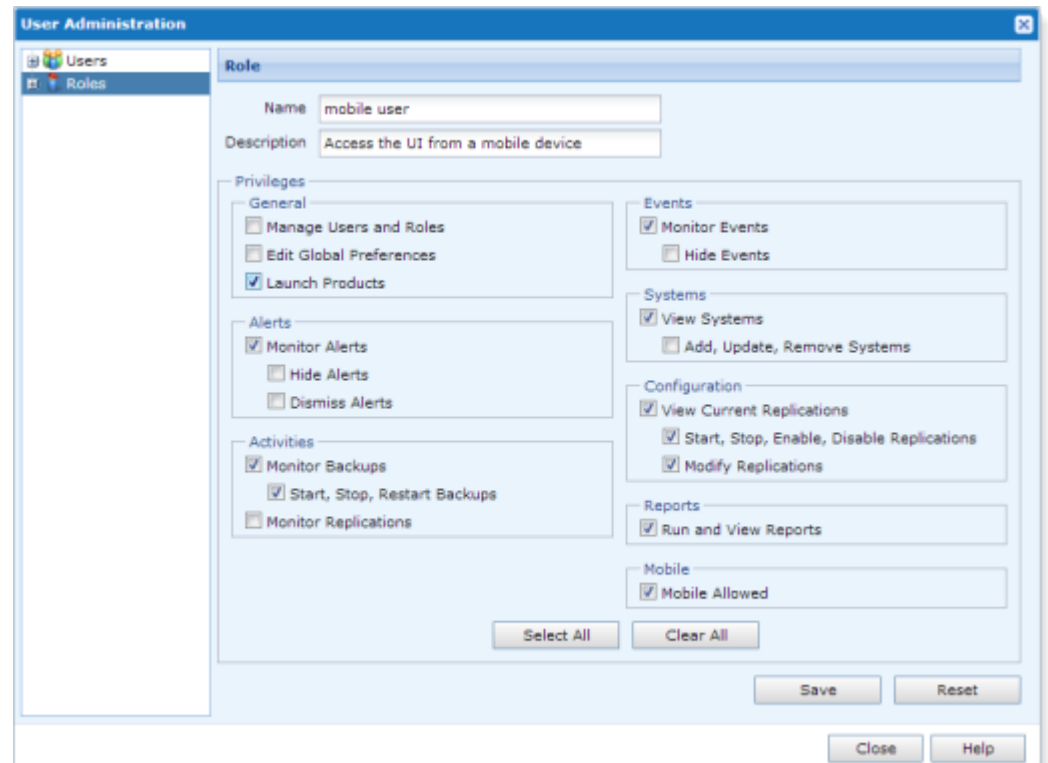 User Administration
Users
Roles
Role
Name mobile user
Description Access the UI from a mobile device
Privileges
General
Manage Users and Roles
Edit Global Preferences
Launch Products
Alerts
Monitor Alerts
Hide Alerts
Dismiss Alerts
Activities
Monitor Backups
Start, Stop, Restart Backups
Monitor Replications
Events
Monitor Events
Hide Events
Systems
View Systems
Add, Update, Remove Systems
Configuration
View Current Replications
Start, Stop, Enable, Disable Replications
Modify Replications
Reports
Run and View Reports
Mobile
Mobile Allowed
Select All Clear All
Save Reset
Close Help